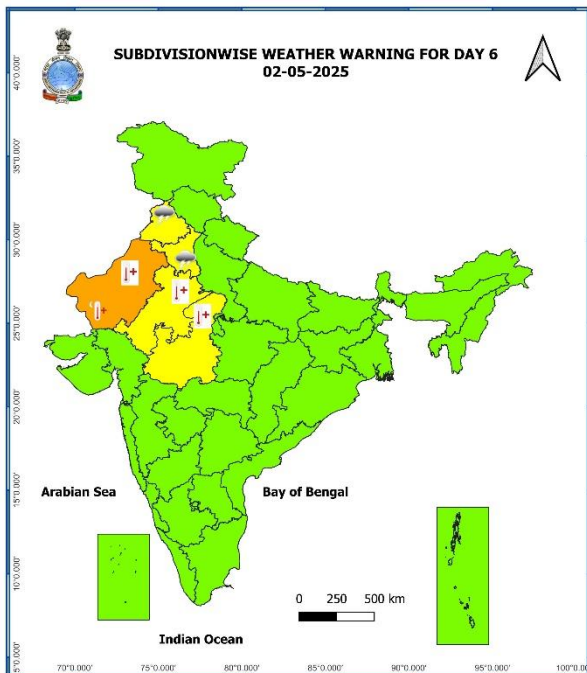 SUBDIVISIONWISE WEATHER WARNING FOR DAY 6
02-05-2025
40°0.000'
35°0.000'
30°0.000'
25°0.000'
20°0.000'
15°0.000'
10°0.000'
5°0.000'
Arabian Sea
Bay of Bengal
0 250 500 km
Indian Ocean
70°0.000' 75°0.000' 80°0.000' 85°0.000' 90°0.000' 95°0.000' 100°0.0